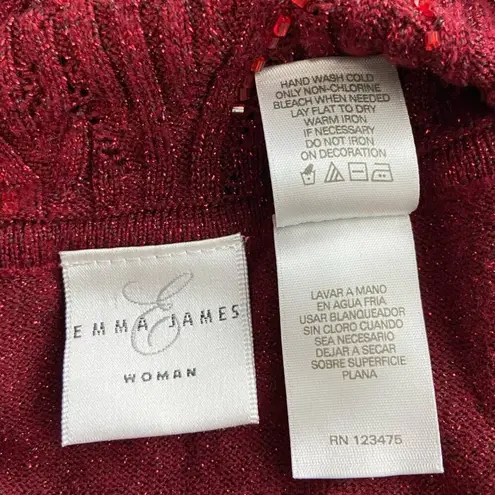 E
EMMA JAMES
WOMAN
HAND WASH COLD
ONLY NON-CHLORINE
BLEACH WHEN NEEDED
LAY FLAT TO DRY
WARM IRON
IF NECESSARY
DO NOT IRON
ON DECORATION
LAVAR A MANO
EN AGUA FRIA
USAR BLANQUEADOR
SIN CLORO CUANDO
SEA NECESARIO
DEJAR A SECAR
SOBRE SUPERFICIE
PLANA
RN 123475